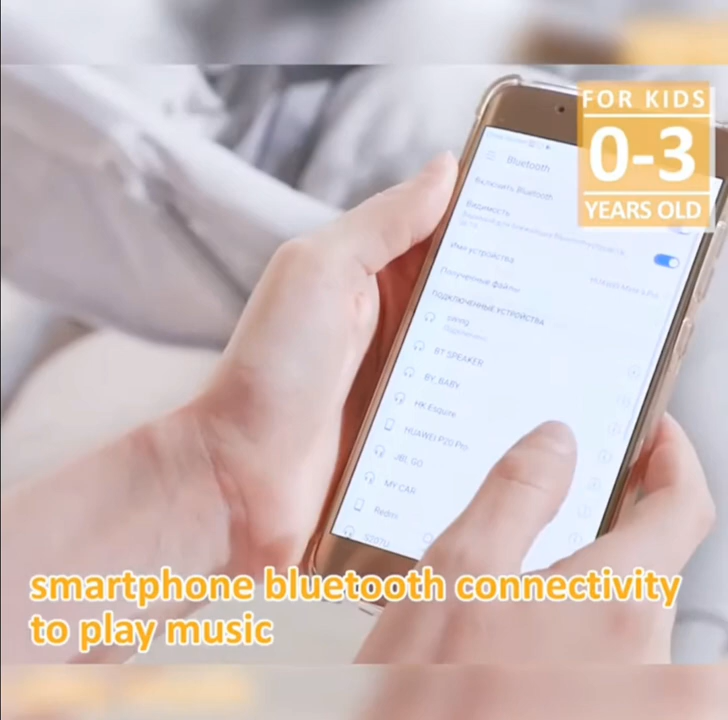 FOR KIDS
0-3
YEARS OLD
Bluetooth
Включить Bluetooth
Видимость
Имя устройства
Полученные файлы
ПОДКЛЮЧЕННЫЕ УСТРОЙСТВА
swing
BT SPEAKER
BY_BABY
HK Esquire
HUAWEI P20 Pro
JBL GO
MY CAR
Redmi
smartphone bluetooth connectivity
to play music